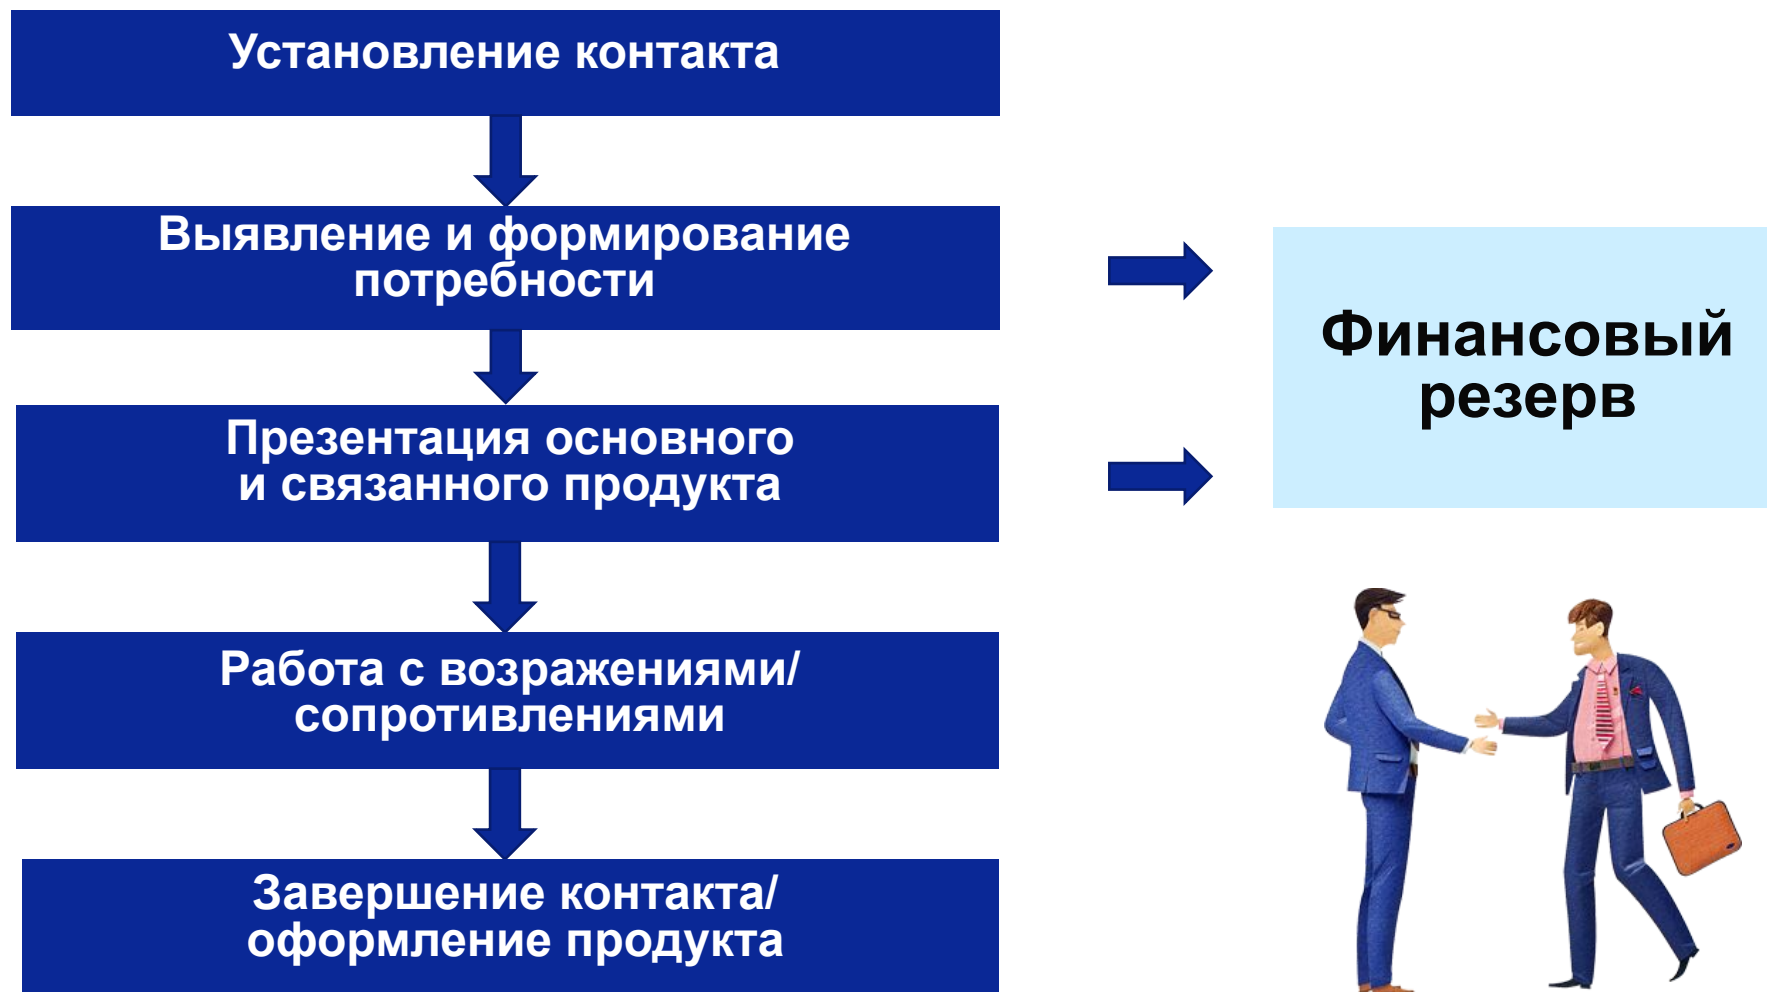 Установление контакта
Выявление и формирование
потребности
Финансовый
резерв
Презентация основного
и связанного продукта
Работа с возражениями/
сопротивлениями
Завершение контакта/
оформление продукта